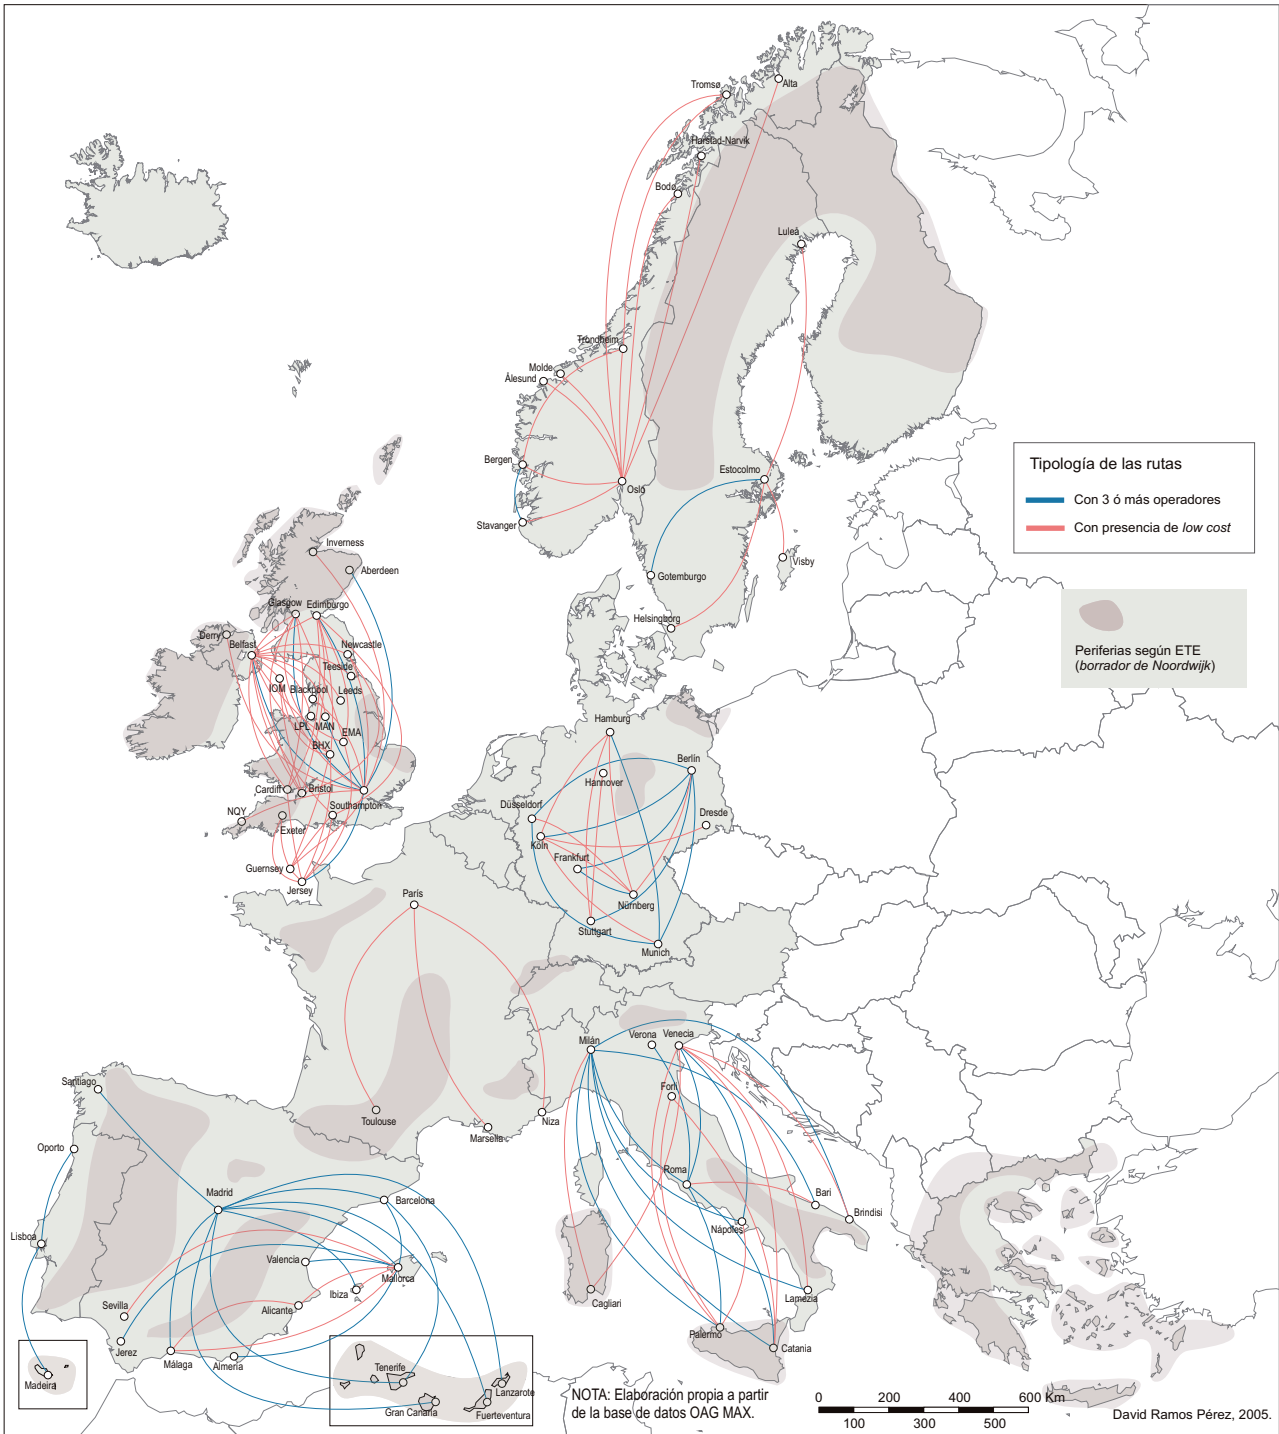 Tromsø
Alta
Harstad-Narvik
Bodø
Luleå
Trondheim
Molde
Ålesund
Bergen
Oslo
Estocolmo
Stavanger
Gotemburgo
Visby
Helsingborg
Tipología de las rutas
Con 3 ó más operadores
Con presencia de low cost
Periferias según ETE
(borrador de Noordwijk)
Inverness
Aberdeen
Glasgow
Edimburgo
Derry
Belfast
Newcastle
Teeside
IOM
Blackpool
Leeds
LPL
MAN
EMA
BHX
Cardiff
Bristol
Southampton
NQY
Exeter
Guernsey
Jersey
Hamburg
Berlín
Hannover
Düsseldorf
Dresde
Köln
Frankfurt
Nürnberg
Stuttgart
Munich
París
Toulouse
Marsella
Niza
Milán
Verona
Venecia
Forlì
Roma
Bari
Brindisi
Nápoles
Cagliari
Lamezia
Palermo
Catania
Santiago
Oporto
Madrid
Barcelona
Lisboa
Valencia
Mallorca
Ibiza
Alicante
Sevilla
Jerez
Málaga
Almería
Madeira
Tenerife
Lanzarote
Gran Canaria
Fuerteventura
NOTA: Elaboración propia a partir
de la base de datos OAG MAX.
0 200 400 600 Km
100 300 500
David Ramos Pérez, 2005.